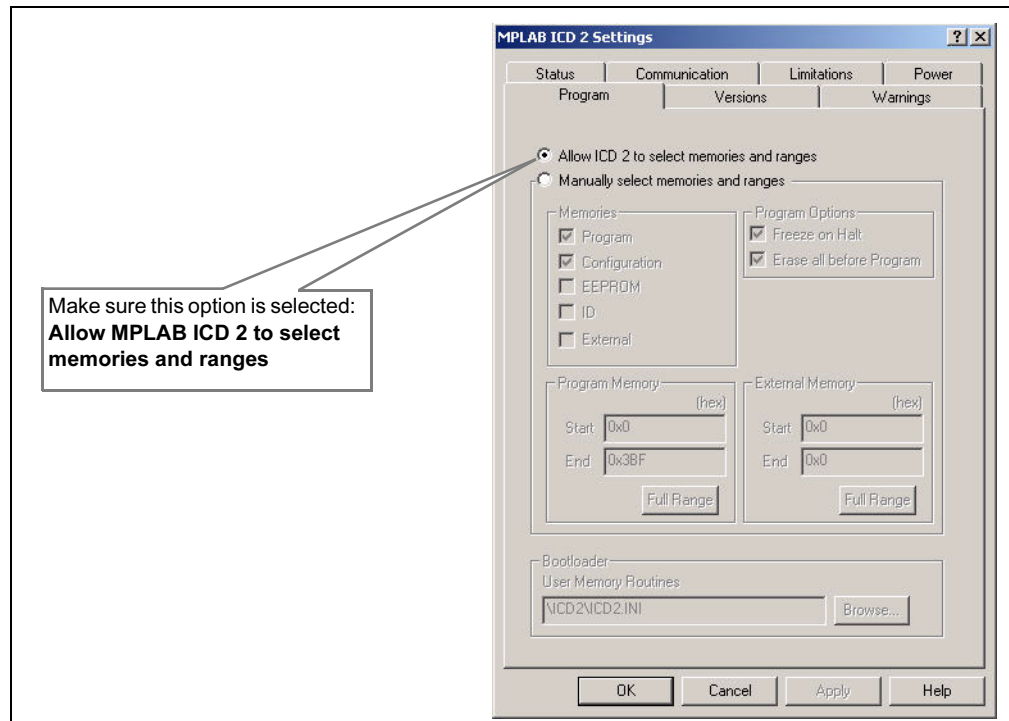 MPLAB ICD 2 Settings
Status Communication Limitations Power
Program Versions Warnings
Allow ICD 2 to select memories and ranges
Manually select memories and ranges
Memories
Program
Configuration
EEPROM
ID
External
Program Options
Freeze on Halt
Erase all before Program
Make sure this option is selected:
Allow MPLAB ICD 2 to select
memories and ranges
Program Memory
(hex)
Start 0x0
End 0x3BF
Full Range
External Memory
(hex)
Start 0x0
End 0x0
Full Range
Bootloader
User Memory Routines
\ICD2\ICD2.INI Browse...
OK Cancel Apply Help